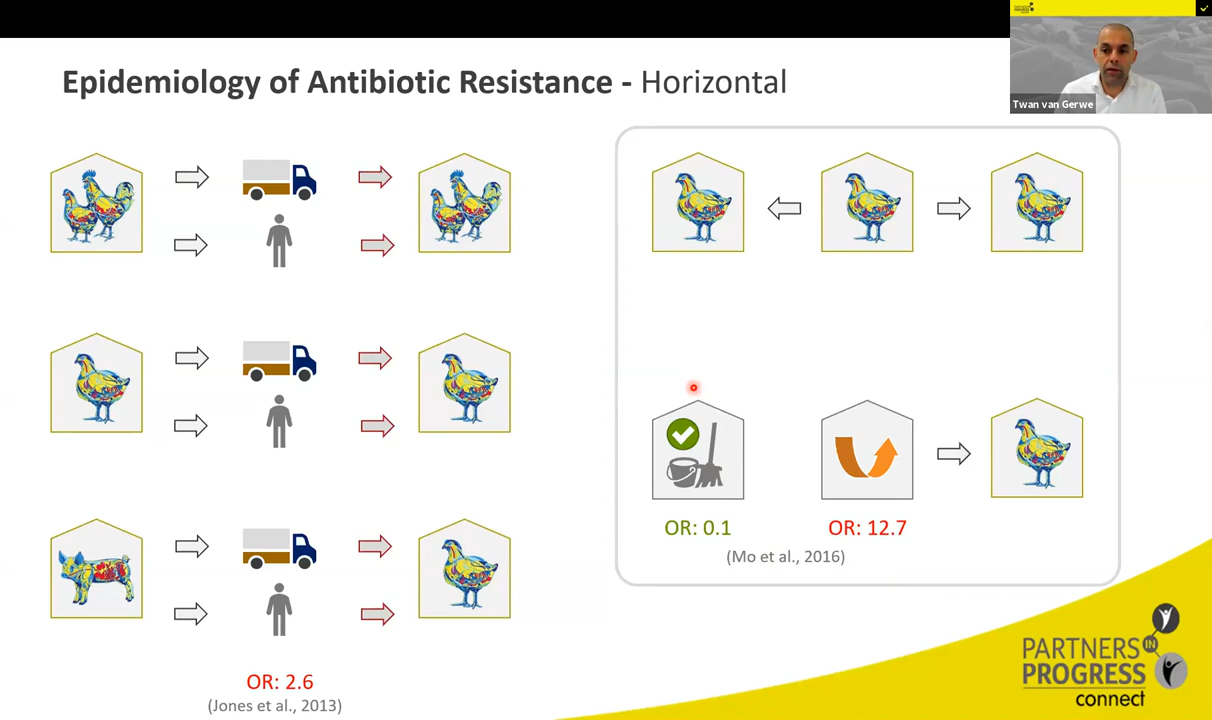 Epidemiology of Antibiotic Resistance - Horizontal
Twan van Gerwe
OR: 0.1
OR: 12.7
(Mo et al., 2016)
OR: 2.6
(Jones et al., 2013)
PARTNERS
IN
PROGRESS
connect